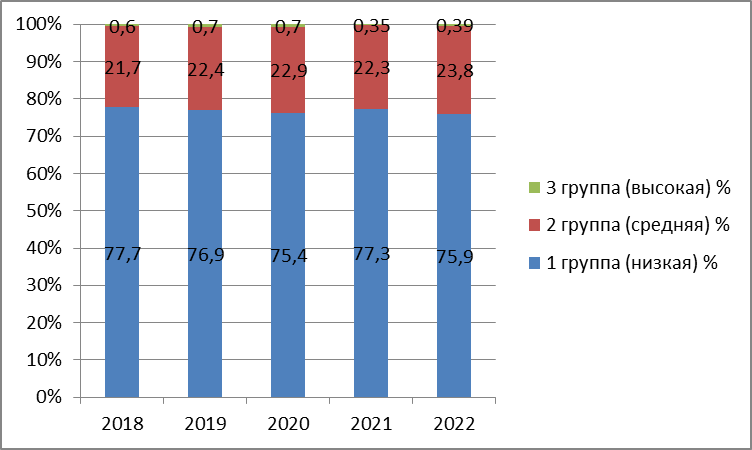 100%
90%
80%
70%
60%
50%
40%
30%
20%
10%
0%
0,6 0,7 0,7 0,35 0,39
21,7 22,4 22,9 22,3 23,8
77,7 76,9 75,4 77,3 75,9
2018 2019 2020 2021 2022
3 группа (высокая) %
2 группа (средняя) %
1 группа (низкая) %